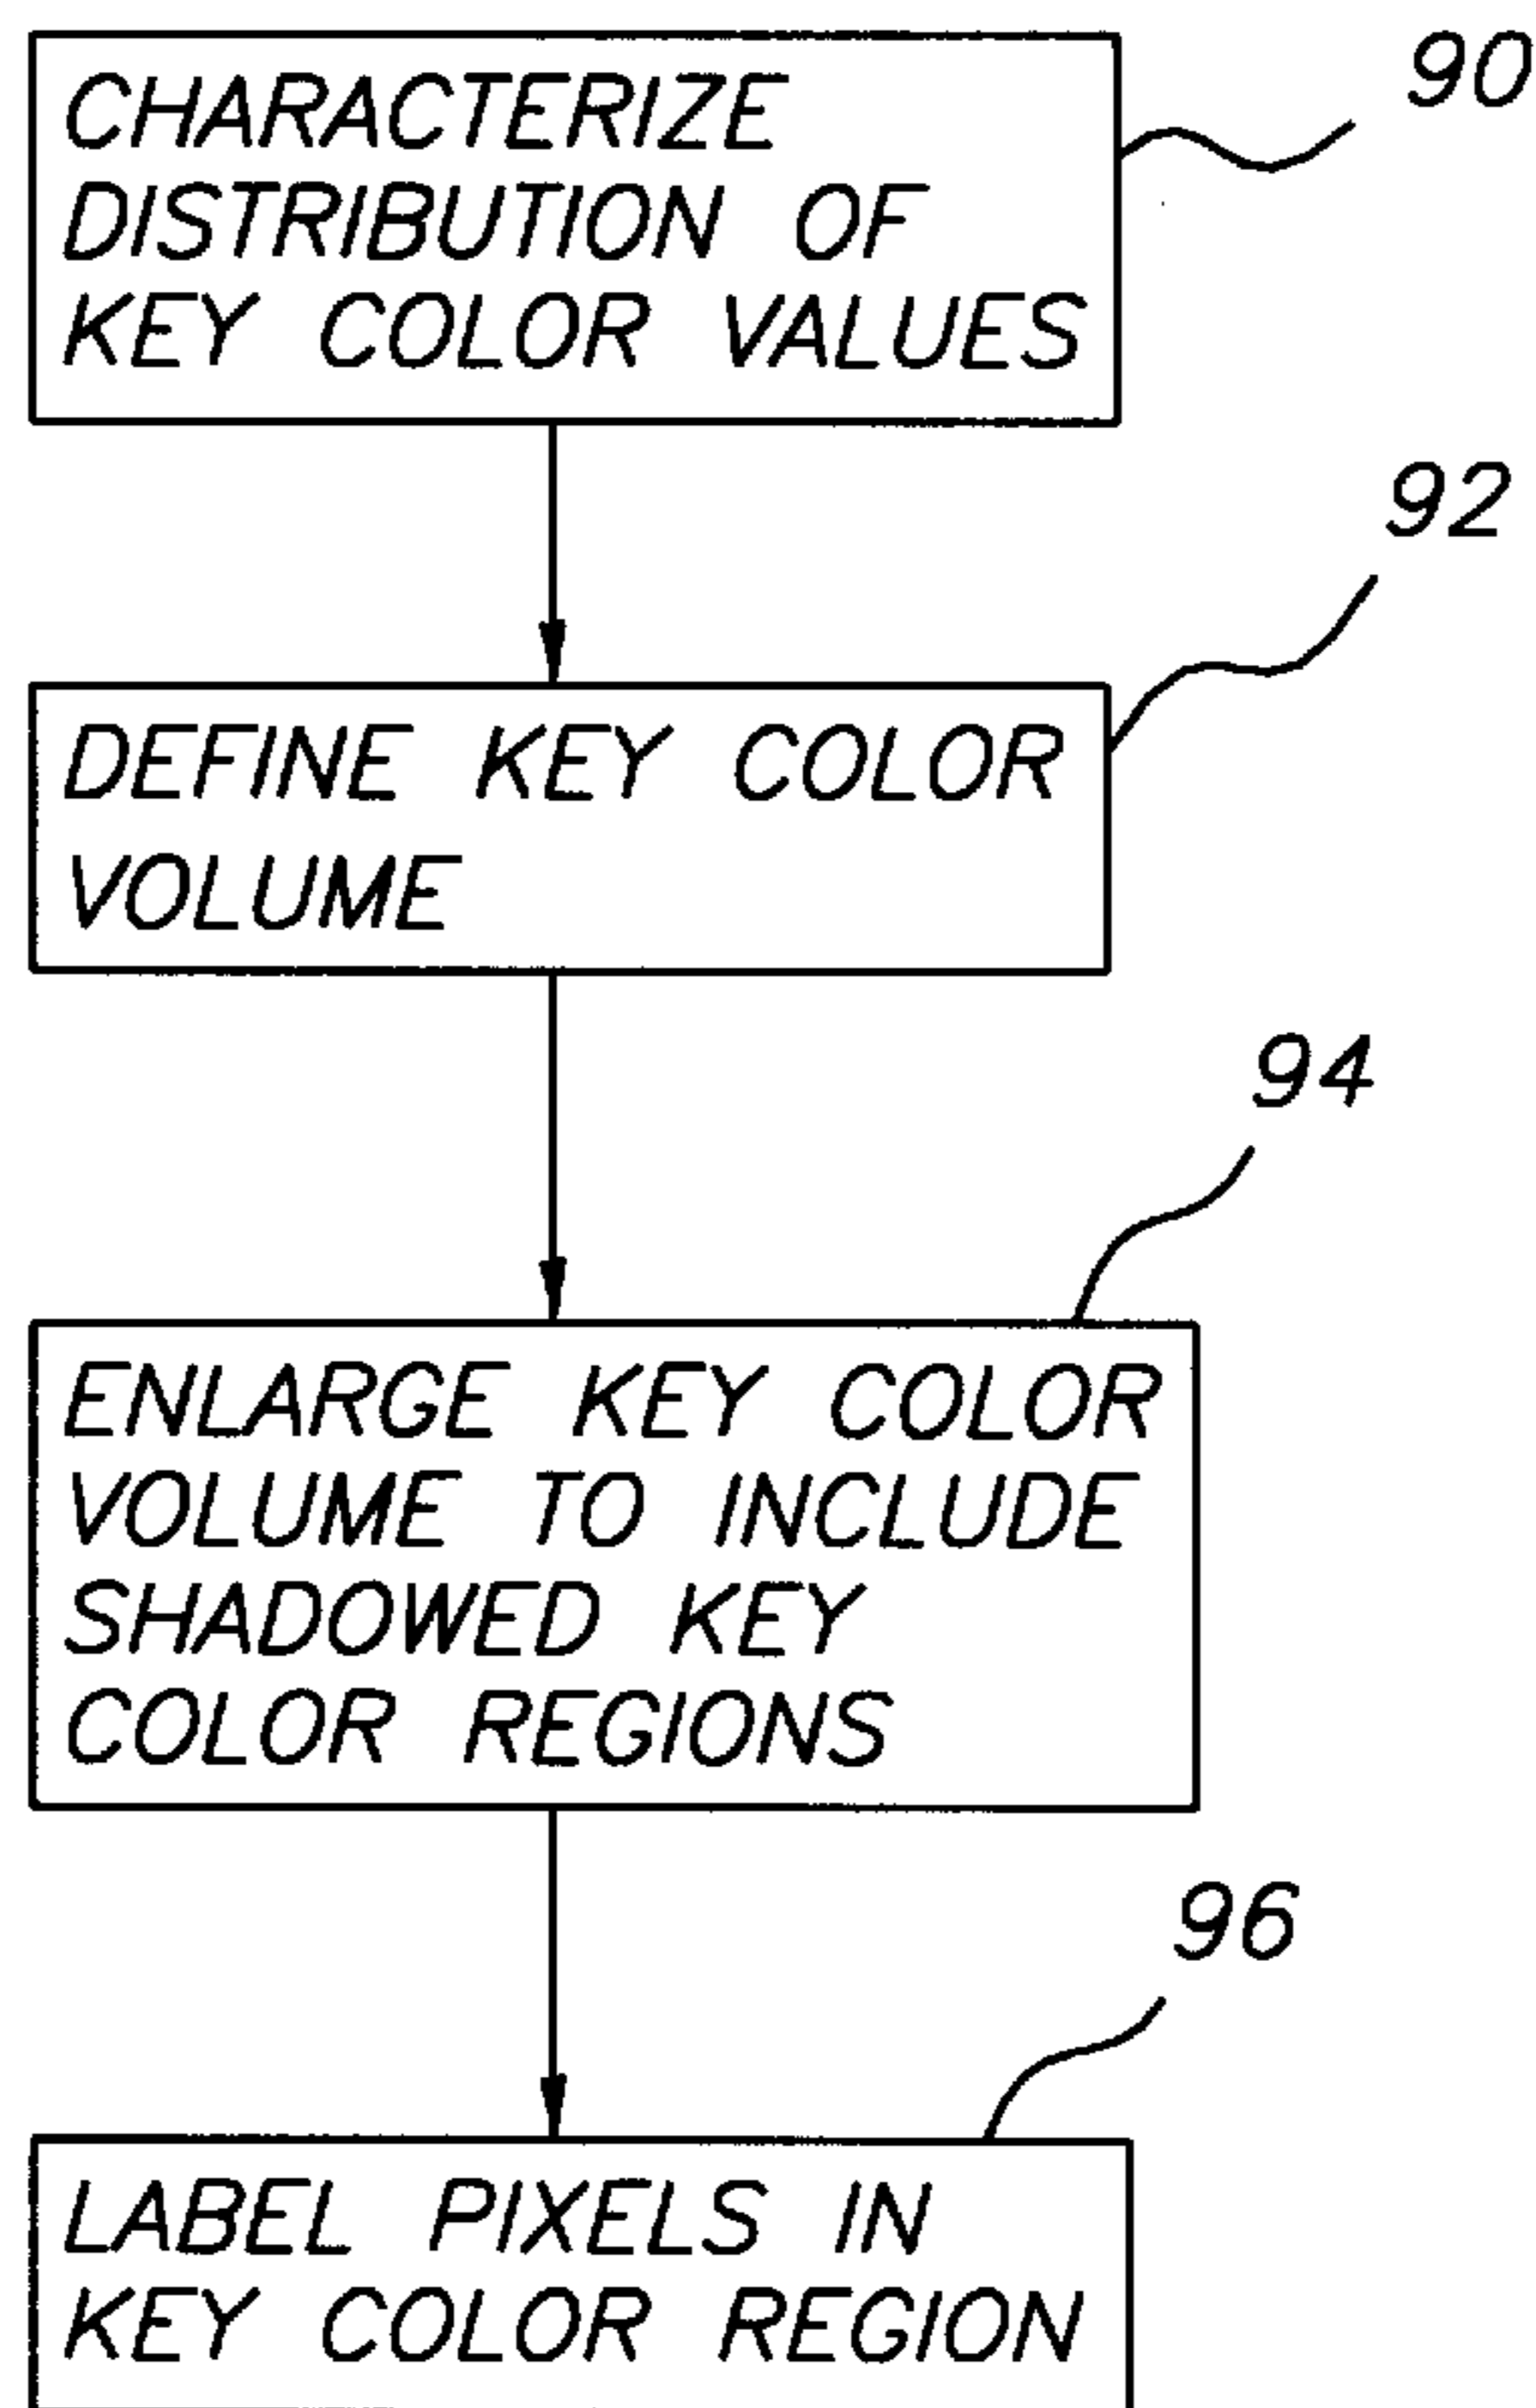 CHARACTERIZE
DISTRIBUTION OF
KEY COLOR VALUES
90
DEFINE KEY COLOR
VOLUME
92
ENLARGE KEY COLOR
VOLUME TO INCLUDE
SHADOWED KEY
COLOR REGIONS
94
LABEL PIXELS IN
KEY COLOR REGION
96